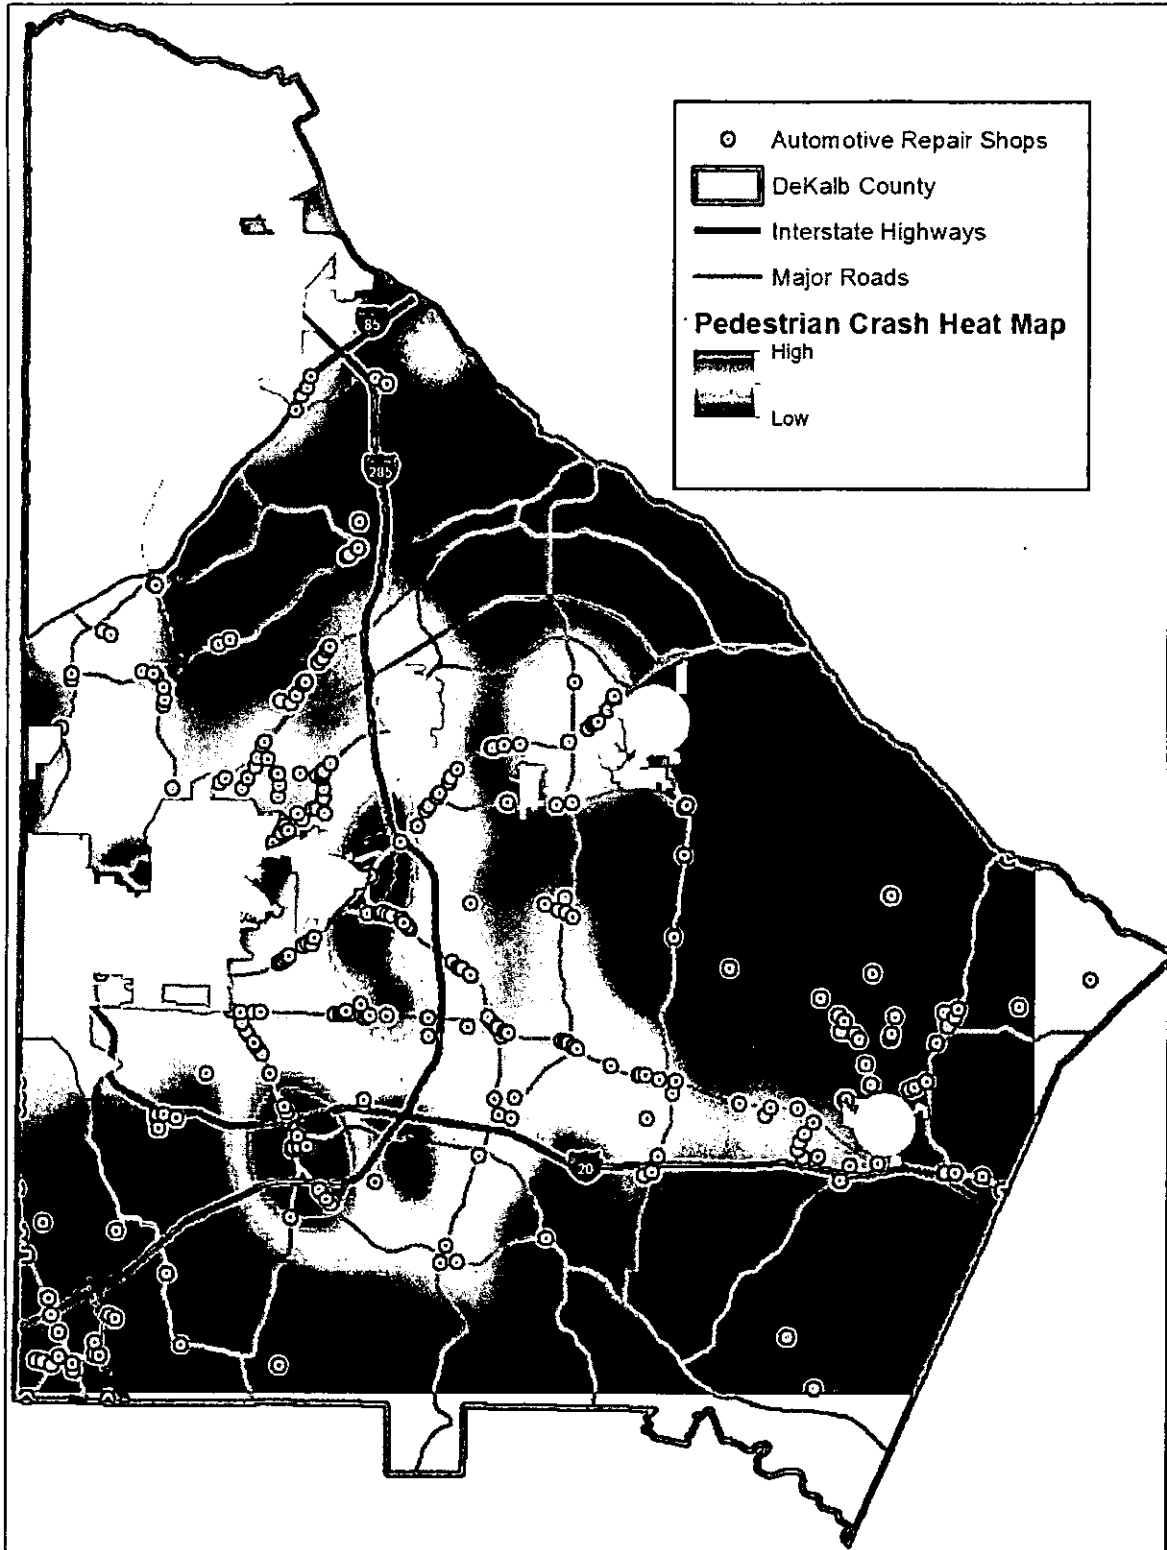 Automotive Repair Shops
DeKalb County
Interstate Highways
Major Roads
Pedestrian Crash Heat Map
High
Low
85
285
20